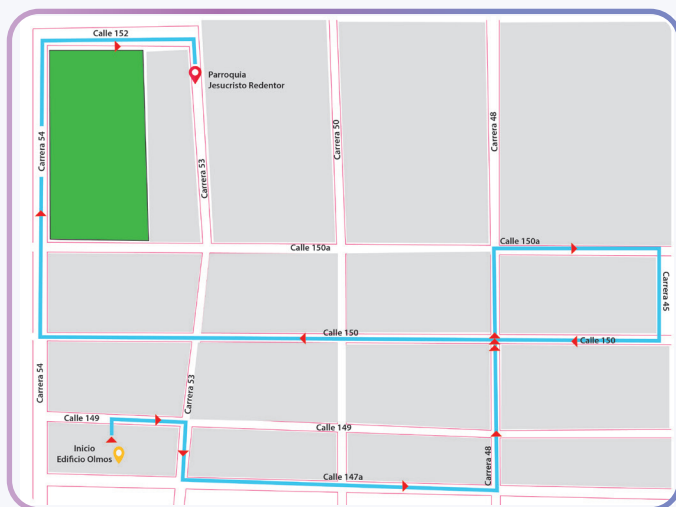 Calle 152
Parroquia
Jesucristo Redentor
Carrera 54
Carrera 53
Carrera 50
Carrera 48
Calle 150a
Calle 150a
Carrera 45
Calle 150
Calle 150
Carrera 54
Carrera 53
Calle 149
Calle 149
Inicio
Edificio Olmos
Carrera 48
Calle 147a